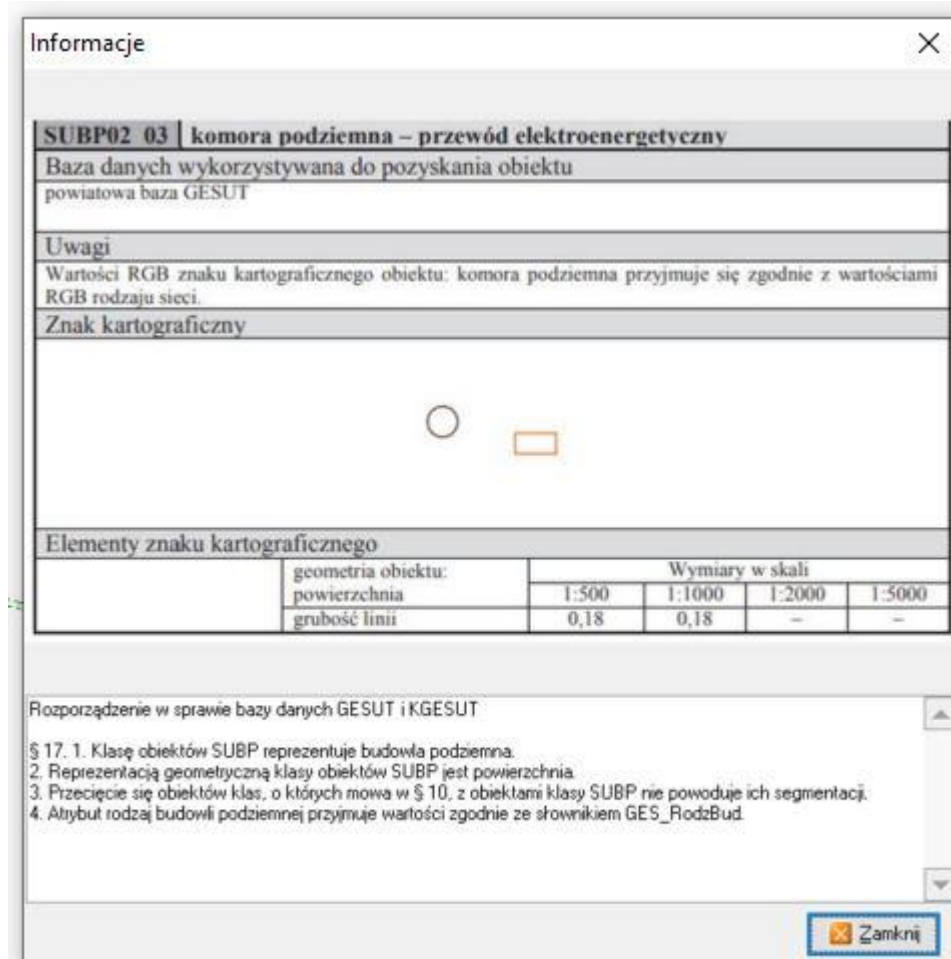 Informacje
SUBP02_03 komora podziemna – przewód elektroenergetyczny
Baza danych wykorzystywana do pozyskania obiektu
powiatowa baza GESUT
Uwagi
Wartości RGB znaku kartograficznego obiektu: komora podziemna przyjmuje się zgodnie z wartościami
RGB rodzaju sieci.
Znak kartograficzny
Elementy znaku kartograficznego
geometria obiektu: Wymiary w skali
powierzchnia 1:500 1:1000 1:2000 1:5000
grubość linii 0,18 0,18 – –
Rozporządzenie w sprawie bazy danych GESUT i KGESUT
§ 17. 1. Klasę obiektów SUBP reprezentuje budowla podziemna.
2. Reprezentacją geometryczną klasy obiektów SUBP jest powierzchnia.
3. Przecięcie się obiektów klas, o których mowa w § 10, z obiektami klasy SUBP nie powoduje ich segmentacji.
4. Atrybut rodzaj budowli podziemnej przyjmuje wartości zgodnie ze słownikiem GES_RodzBud.
Zamknij